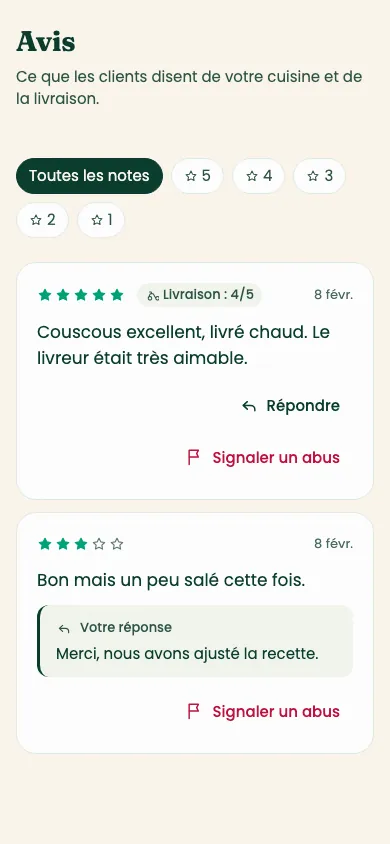 Avis
Ce que les clients disent de votre cuisine et de
la livraison.
Toutes les notes
5
4
3
2
1
Livraison : 4/5
8 févr.
Couscous excellent, livré chaud. Le
livreur était très aimable.
Répondre
Signaler un abus
8 févr.
Bon mais un peu salé cette fois.
Votre réponse
Merci, nous avons ajusté la recette.
Signaler un abus